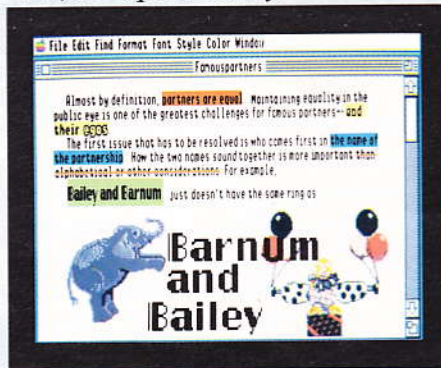 File Edit Find Format Font Style Color Window
Famouspartners
Almost by definition, partners are equal. Maintaining equality in the
public eye is one of the greatest challenges for famous partners--and
their egos.
The first issue that has to be resolved is who comes first in the name of
the partnership. How the two names sound together is more important than
alphabetical or other considerations. For example,
Bailey and Barnum just doesn't have the same ring as
Barnum
and
Bailey